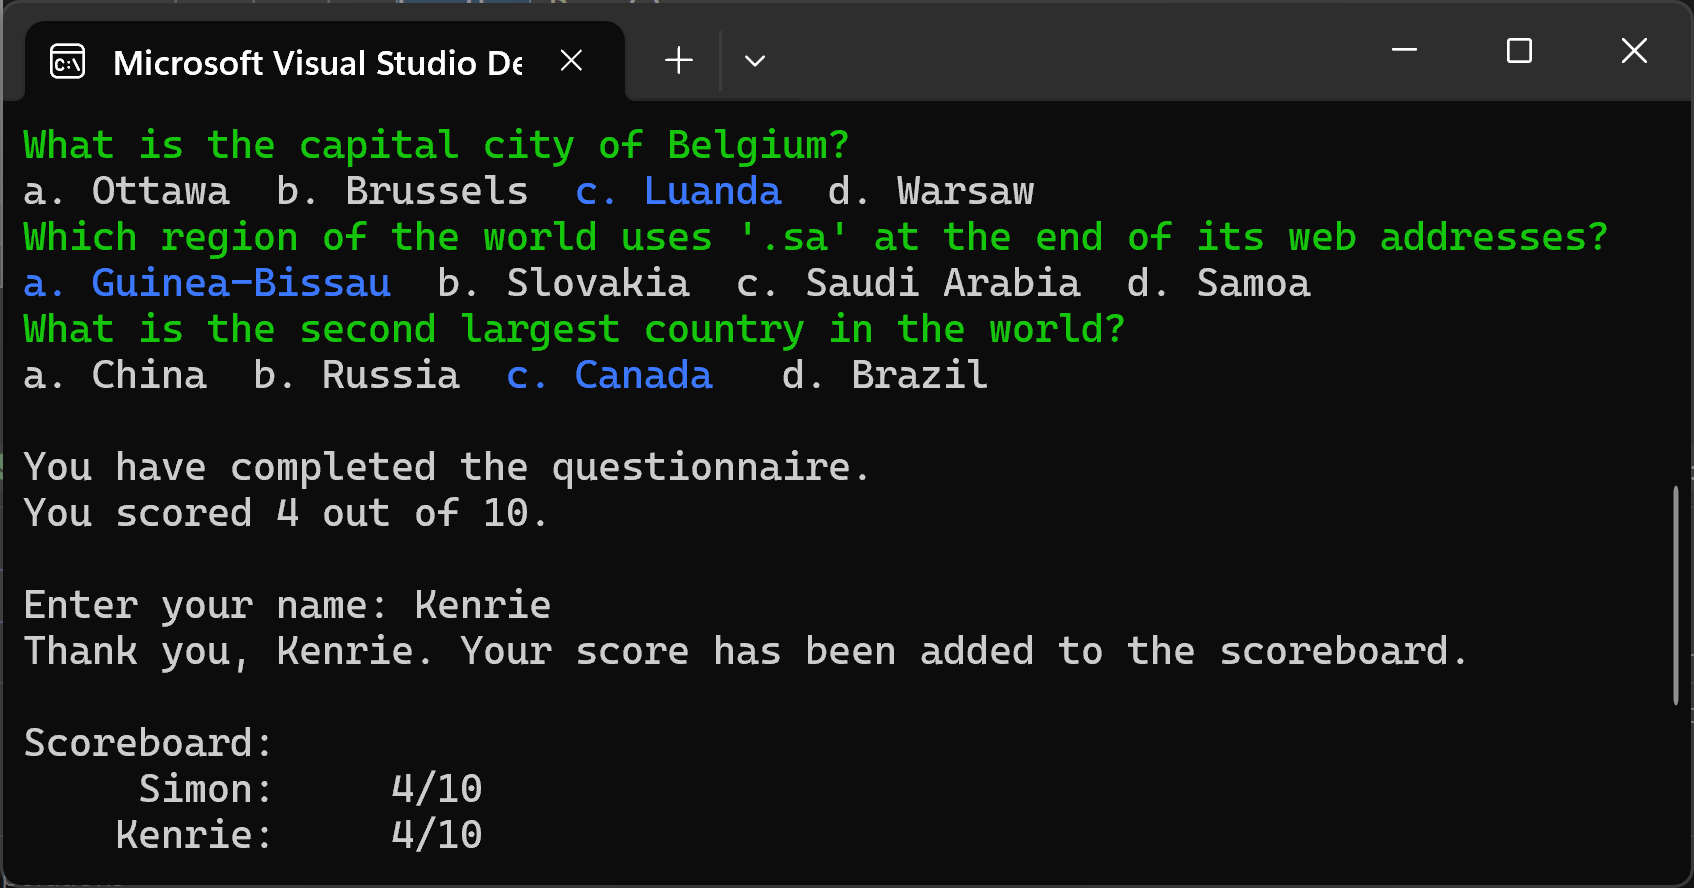 Microsoft Visual Studio De
What is the capital city of Belgium?
a. Ottawa  b. Brussels  c. Luanda  d. Warsaw
Which region of the world uses '.sa' at the end of its web addresses?
a. Guinea-Bissau  b. Slovakia  c. Saudi Arabia  d. Samoa
What is the second largest country in the world?
a. China  b. Russia  c. Canada   d. Brazil
You have completed the questionnaire.
You scored 4 out of 10.
Enter your name: Kenrie
Thank you, Kenrie. Your score has been added to the scoreboard.
Scoreboard:
Simon:     4/10
Kenrie:     4/10